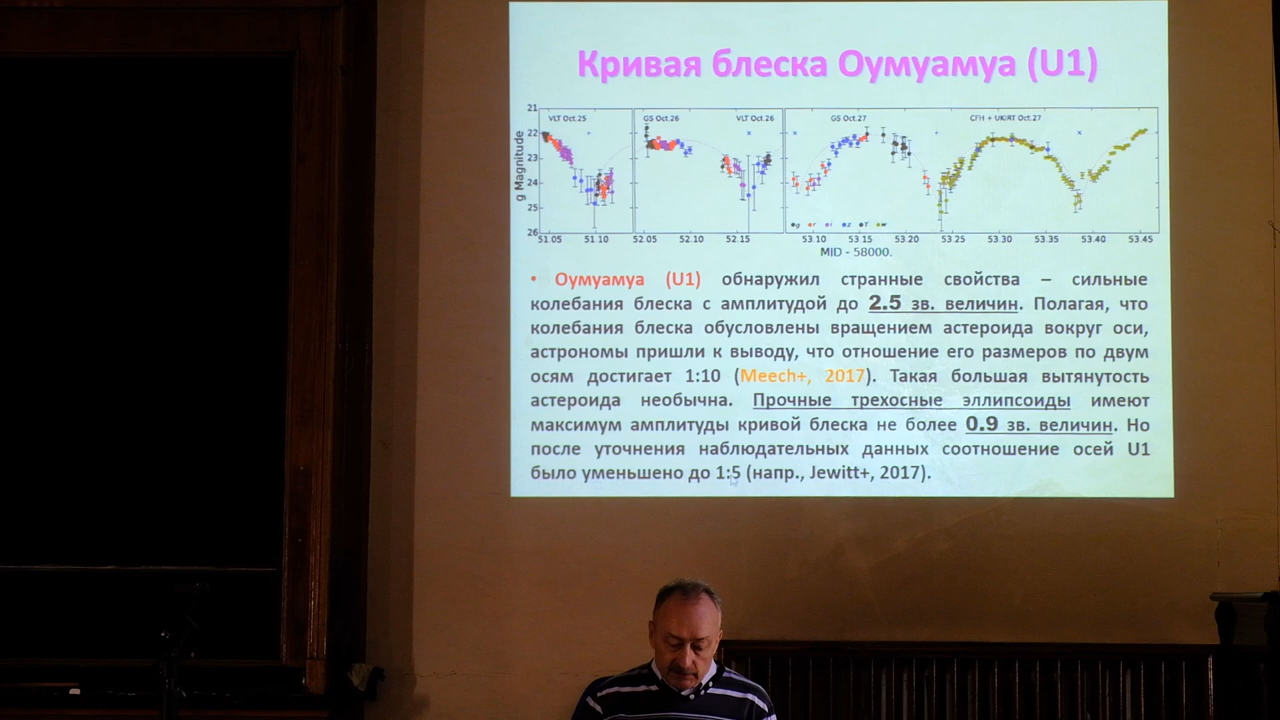 Кривая блеска Оумуамуа (U1)
21
22
23
24
25
26
g Magnitude
VLT Oct.25
GS Oct.26
VLT Oct.26
GS Oct.27
CFH + UKIRT Oct.27
g r i z Y w
51.05 51.10 52.05 52.10 52.15 53.10 53.15 53.20 53.25 53.30 53.35 53.40 53.45
MJD - 58000.
• Оумуамуа (U1) обнаружил странные свойства – сильные
колебания блеска с амплитудой до 2.5 зв. величин. Полагая, что
колебания блеска обусловлены вращением астероида вокруг оси,
астрономы пришли к выводу, что отношение его размеров по двум
осям достигает 1:10 (Meech+, 2017). Такая большая вытянутость
астероида необычна. Прочные трехосные эллипсоиды имеют
максимум амплитуды кривой блеска не более 0.9 зв. величин. Но
после уточнения наблюдательных данных соотношение осей U1
было уменьшено до 1:5 (напр., Jewitt+, 2017).